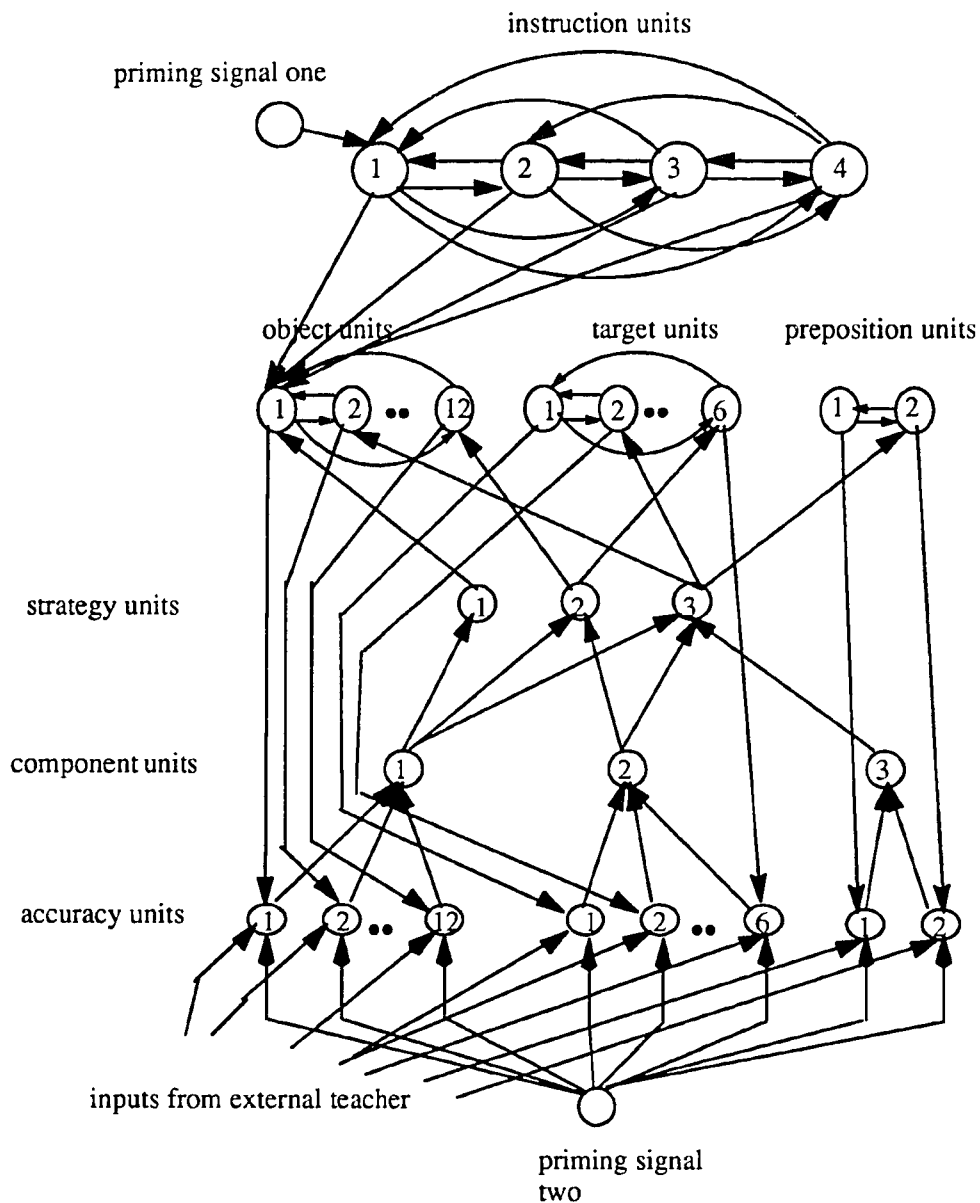 instruction units
priming signal one
1 2 3 4
object units target units preposition units
1 2 •• 12 1 2 •• 6 1 2
strategy units
1 2 3
component units
1 2 3
accuracy units
1 2 •• 12 1 2 •• 6 1 2
inputs from external teacher
priming signal
two